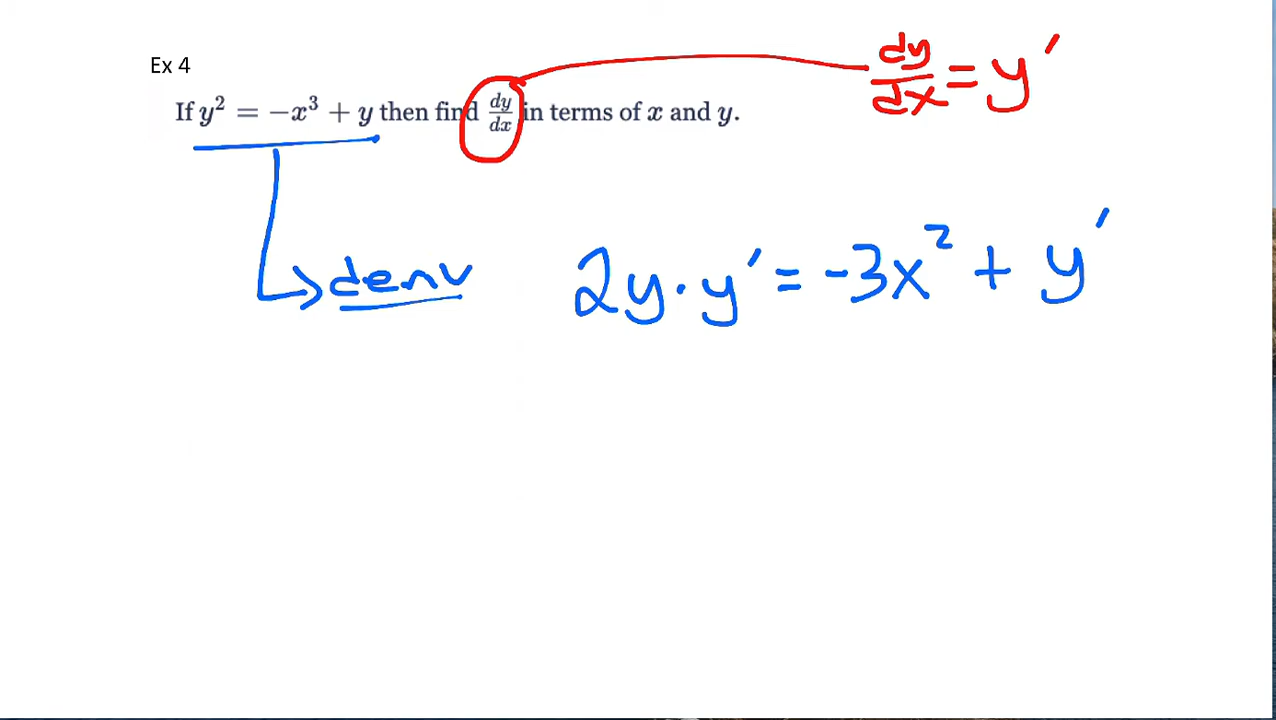 Ex 4
If y² = −x³ + y then find dy/dx in terms of x and y.
dy/dx = y′
deriv 2y · y′ = -3x² + y′